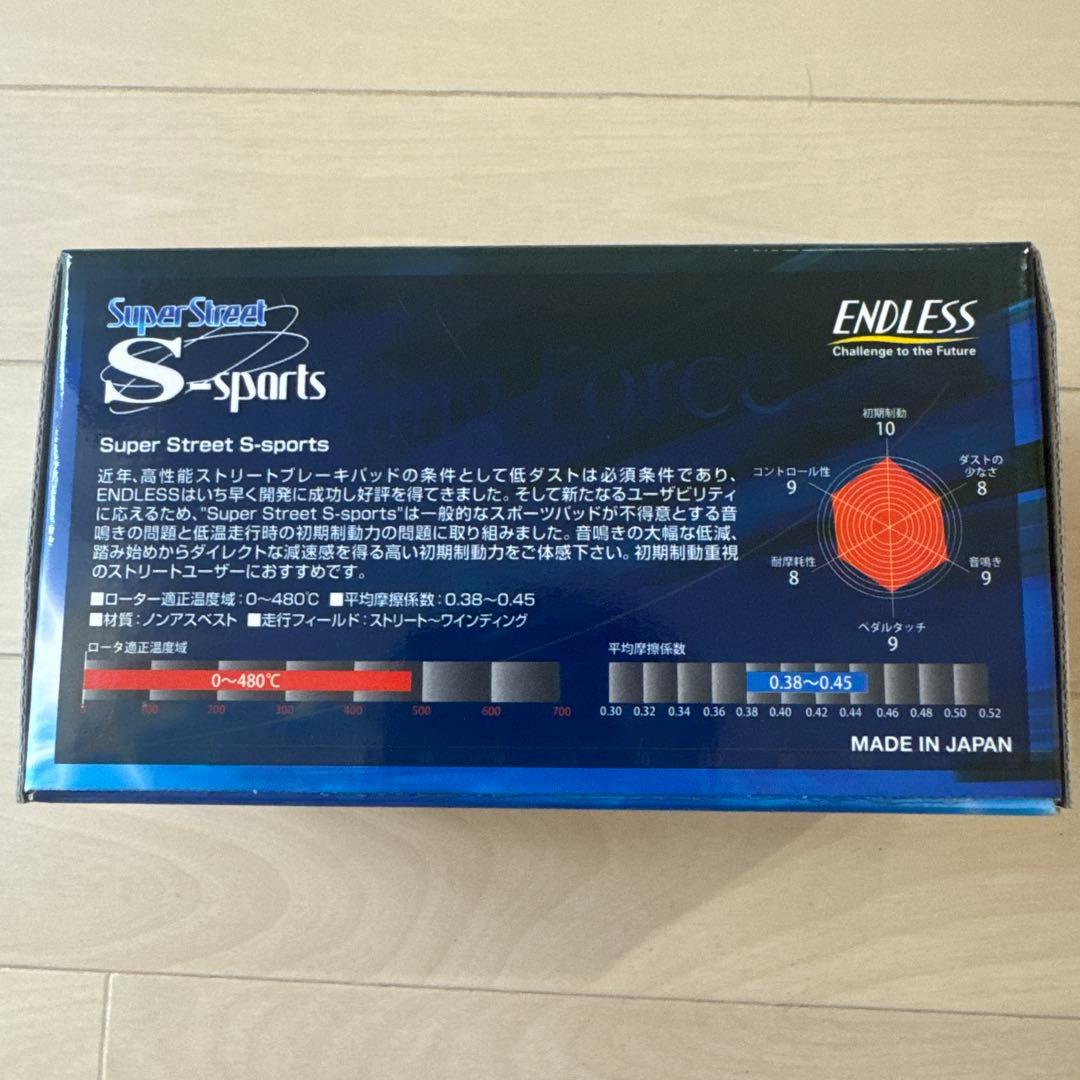 Super Street
S-sports
ENDLESS
Challenge to the Future
Force
Super Street S-sports
近年、高性能ストリートブレーキパッドの条件として低ダストは必須条件であり、
ENDLESSはいち早く開発に成功し好評を得てきました。そして新たなるユーザビリティ
に応えるため、"Super Street S-sports"は一般的なスポーツパッドが不得意とする音
鳴きの問題と低温走行時の初期制動力の問題に取り組みました。音鳴きの大幅な低減、
踏み始めからダイレクトな減速感を得る高い初期制動力をご体感下さい。初期制動重視
のストリートユーザーにおすすめです。
■ローター適正温度域：0〜480℃ ■平均摩擦係数：0.38〜0.45
■材質：ノンアスベスト ■走行フィールド：ストリート〜ワインディング
初期制動
10
コントロール性
9
ダストの
少なさ
8
耐摩耗性
8
音鳴き
9
ペダルタッチ
9
ロータ適正温度域
0〜480℃
0 100 200 300 400 500 600 700
平均摩擦係数
0.38〜0.45
0.30 0.32 0.34 0.36 0.38 0.40 0.42 0.44 0.46 0.48 0.50 0.52
MADE IN JAPAN